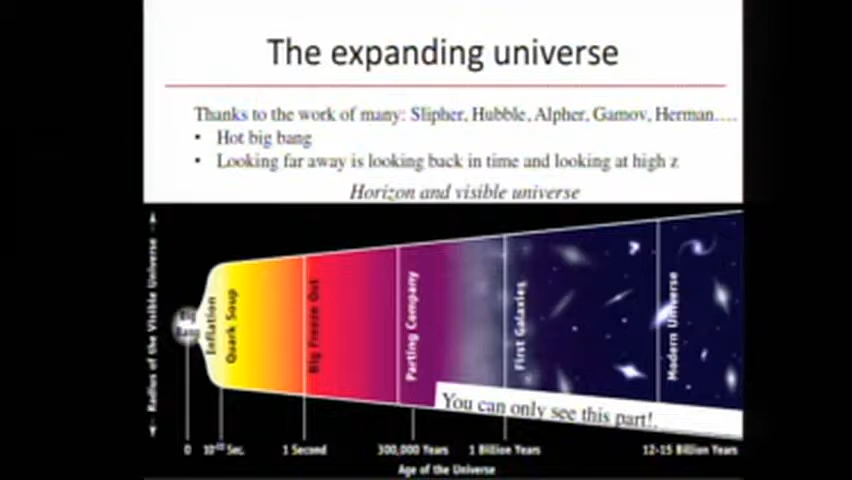 The expanding universe
Thanks to the work of many: Slipher, Hubble, Alpher, Gamov, Herman....
• Hot big bang
• Looking far away is looking back in time and looking at high z
Horizon and visible universe
Radius of the Visible Universe
Big
Bang
Inflation
Quark Soup
Big Freeze Out
Parting Company
First Galaxies
Modern Universe
You can only see this part!.
0
Sec.
1 Second
300,000 Years
1 Billion Years
12-15 Billion Years
Age of the Universe